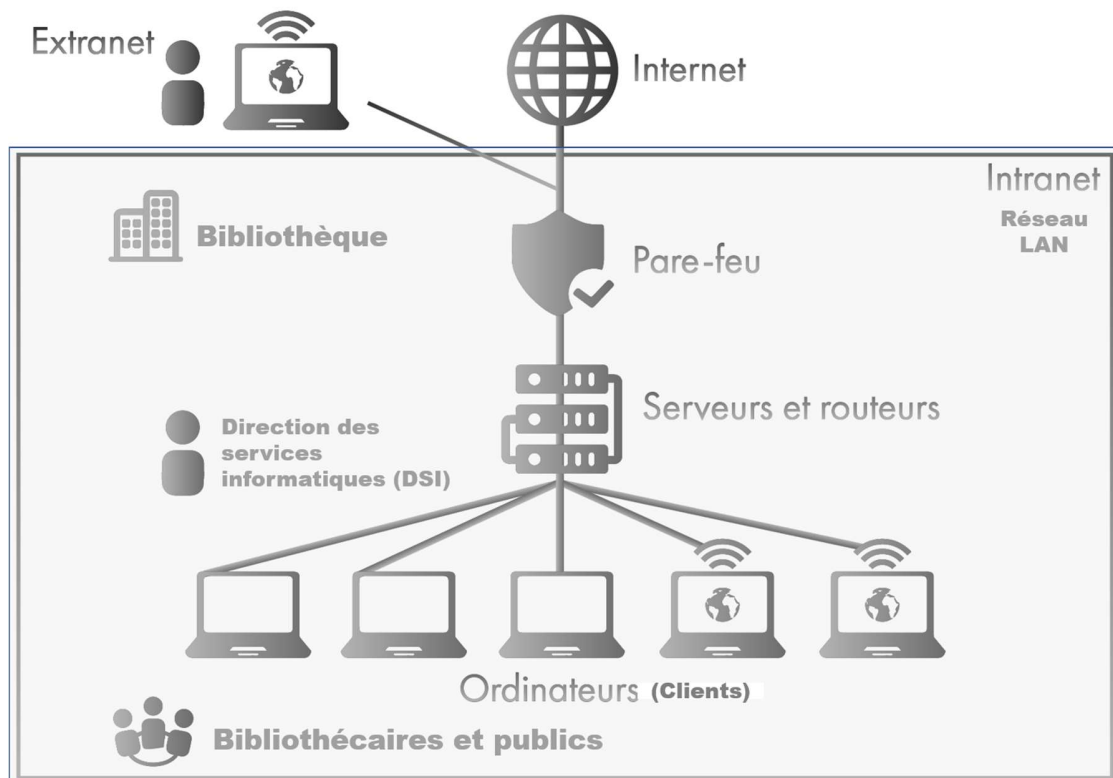 Extranet
Internet
Intranet
Réseau
LAN
Bibliothèque
Pare-feu
Serveurs et routeurs
Direction des
services
informatiques (DSI)
Ordinateurs (Clients)
Bibliothécaires et publics